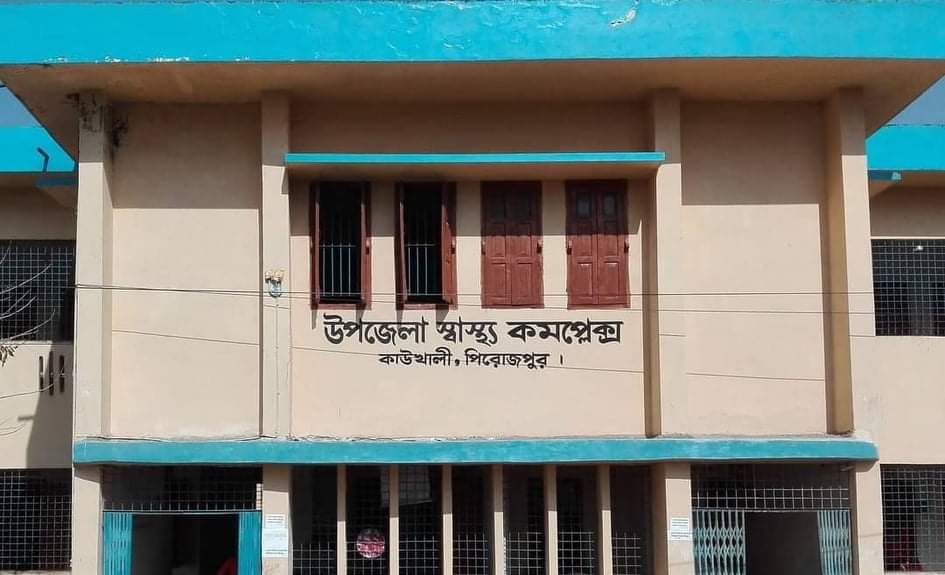 উপজেলা স্বাস্থ্য কমপ্লেক্স
কাউখালী, পিরোজপুর ।